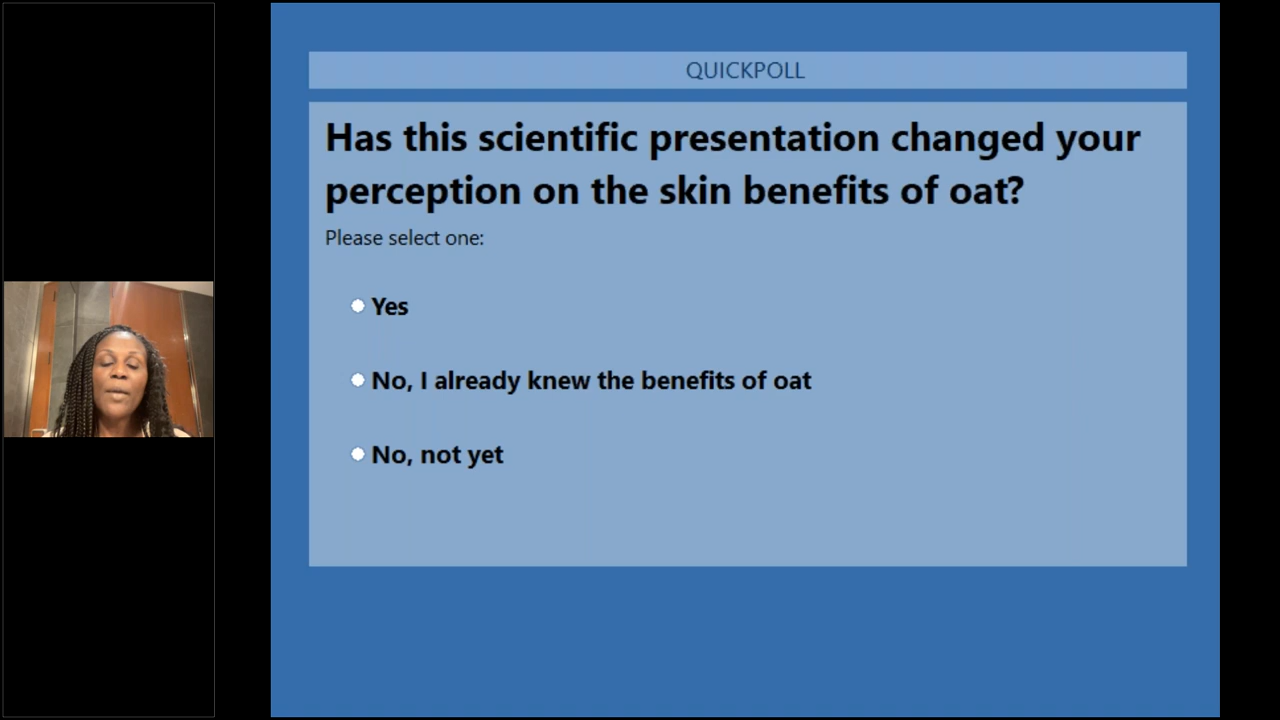 QUICKPOLL
Has this scientific presentation changed your
perception on the skin benefits of oat?
Please select one:
Yes
No, I already knew the benefits of oat
No, not yet